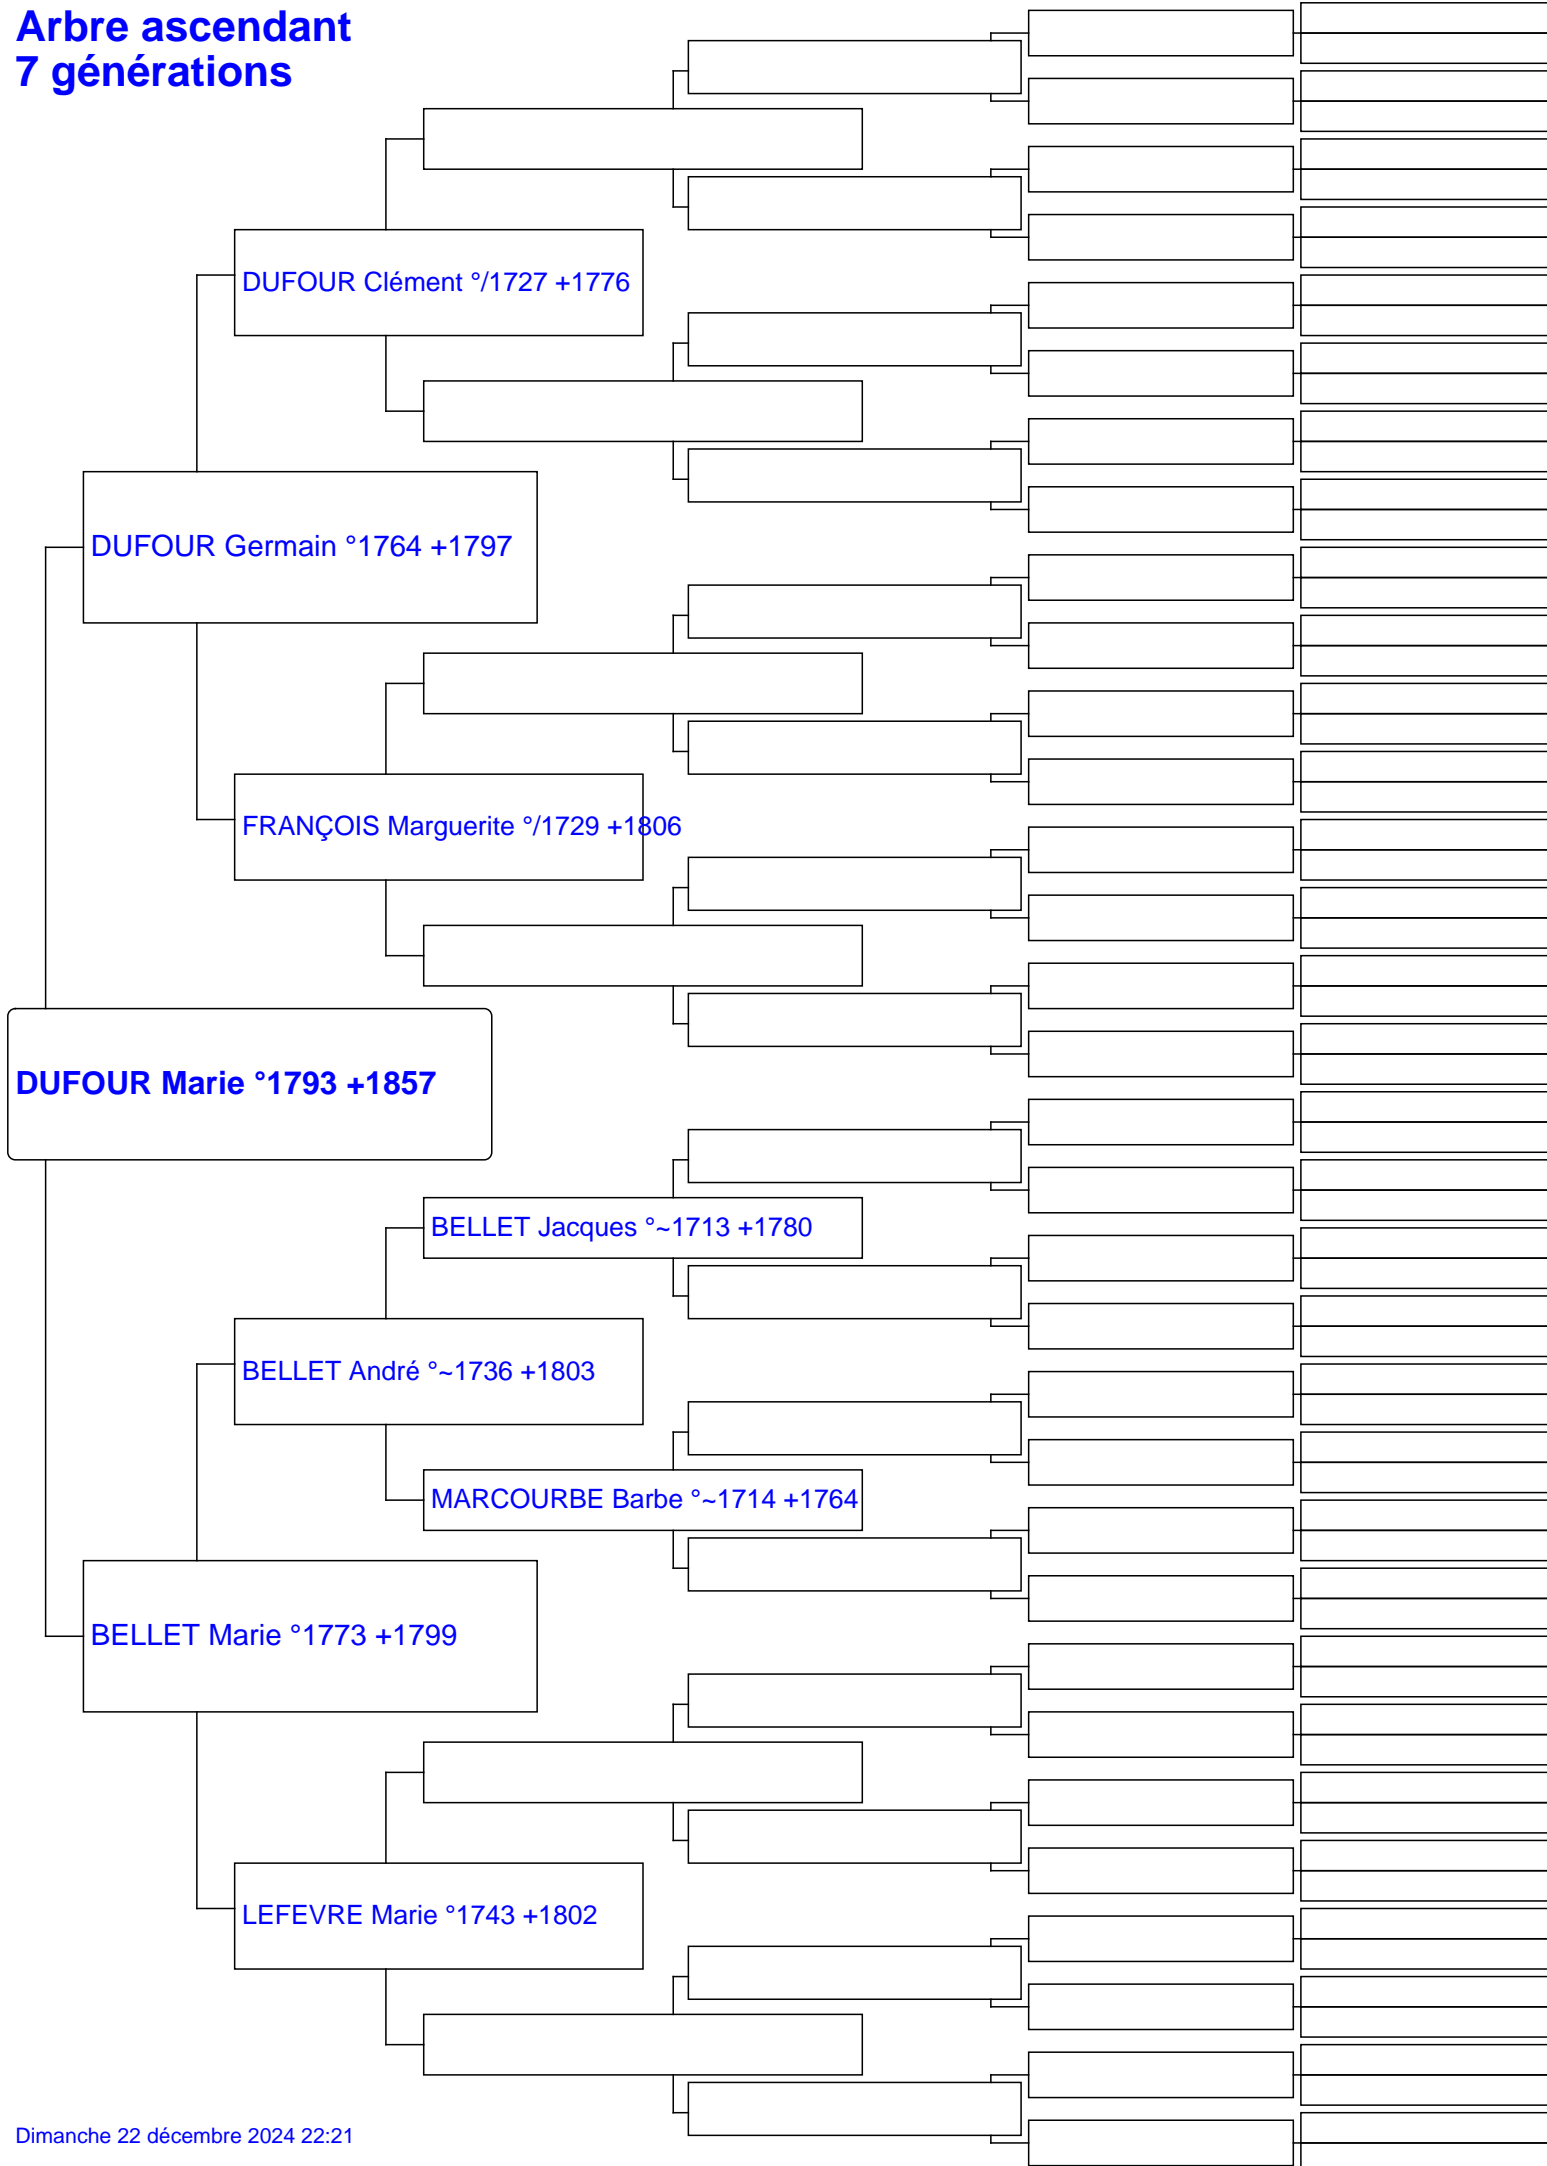 Arbre ascendant
7 générations
DUFOUR Clément °/1727 +1776
DUFOUR Germain °1764 +1797
FRANÇOIS Marguerite °/1729 +1806
DUFOUR Marie °1793 +1857
BELLET Jacques °~1713 +1780
BELLET André °~1736 +1803
MARCOURBE Barbe °~1714 +1764
BELLET Marie °1773 +1799
LEFEVRE Marie °1743 +1802
Dimanche 22 décembre 2024 22:21